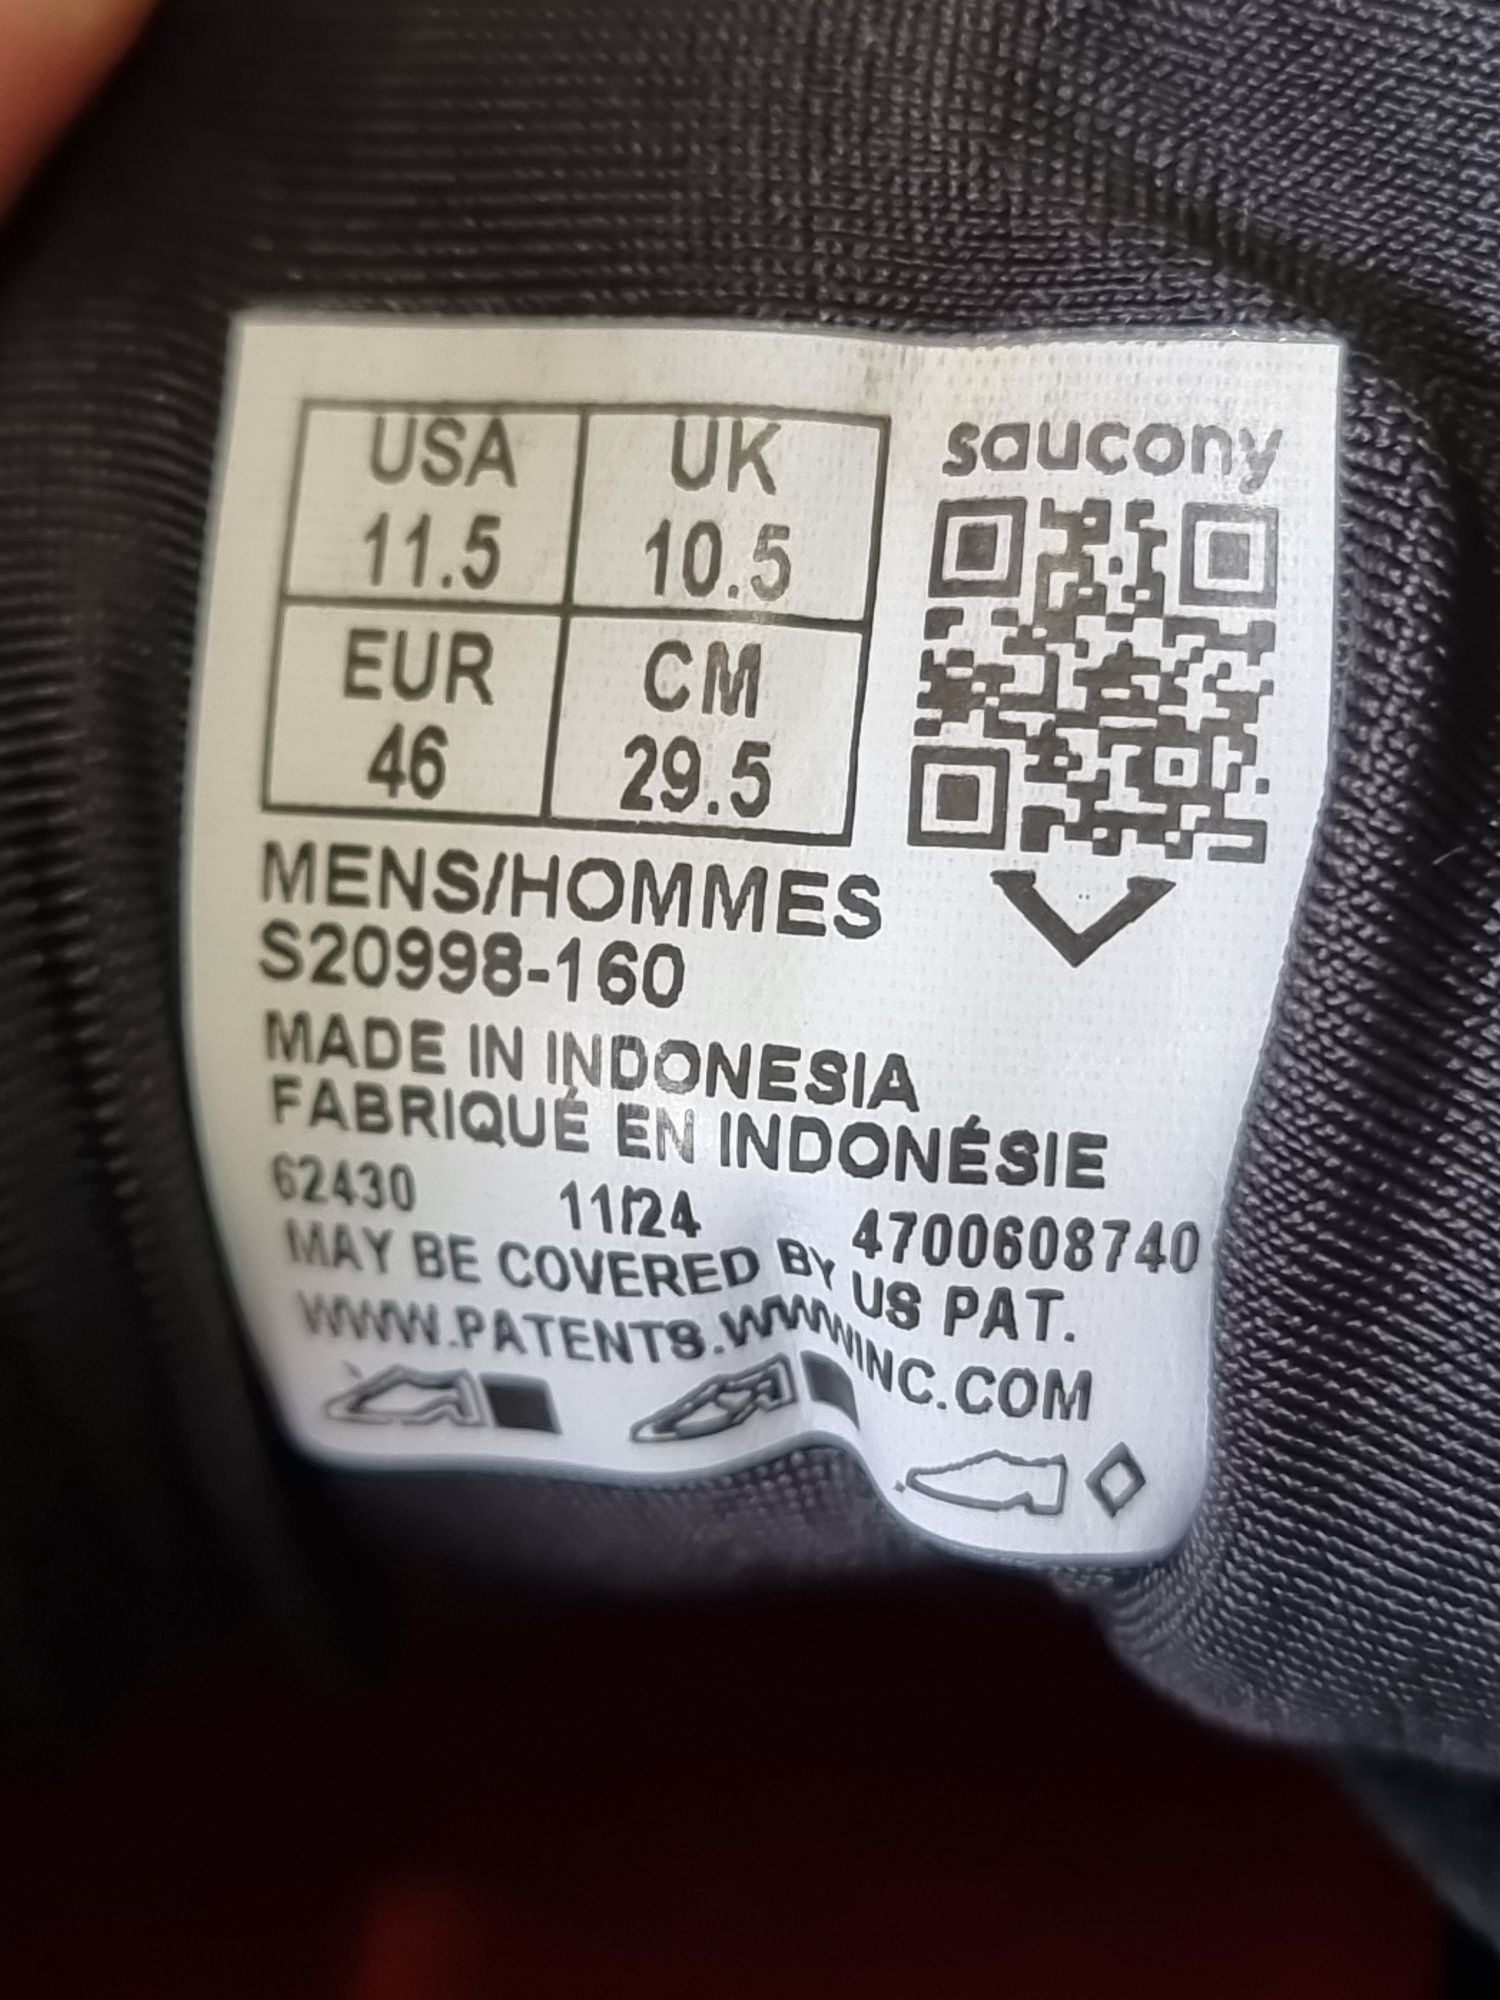 USA UK
11.5 10.5
EUR CM
46 29.5
saucony
MENS/HOMMES
S20998-160
MADE IN INDONESIA
FABRIQUÉ EN INDONÉSIE
62430 11/24 4700608740
MAY BE COVERED BY US PAT.
WWW.PATENTS.WWWINC.COM